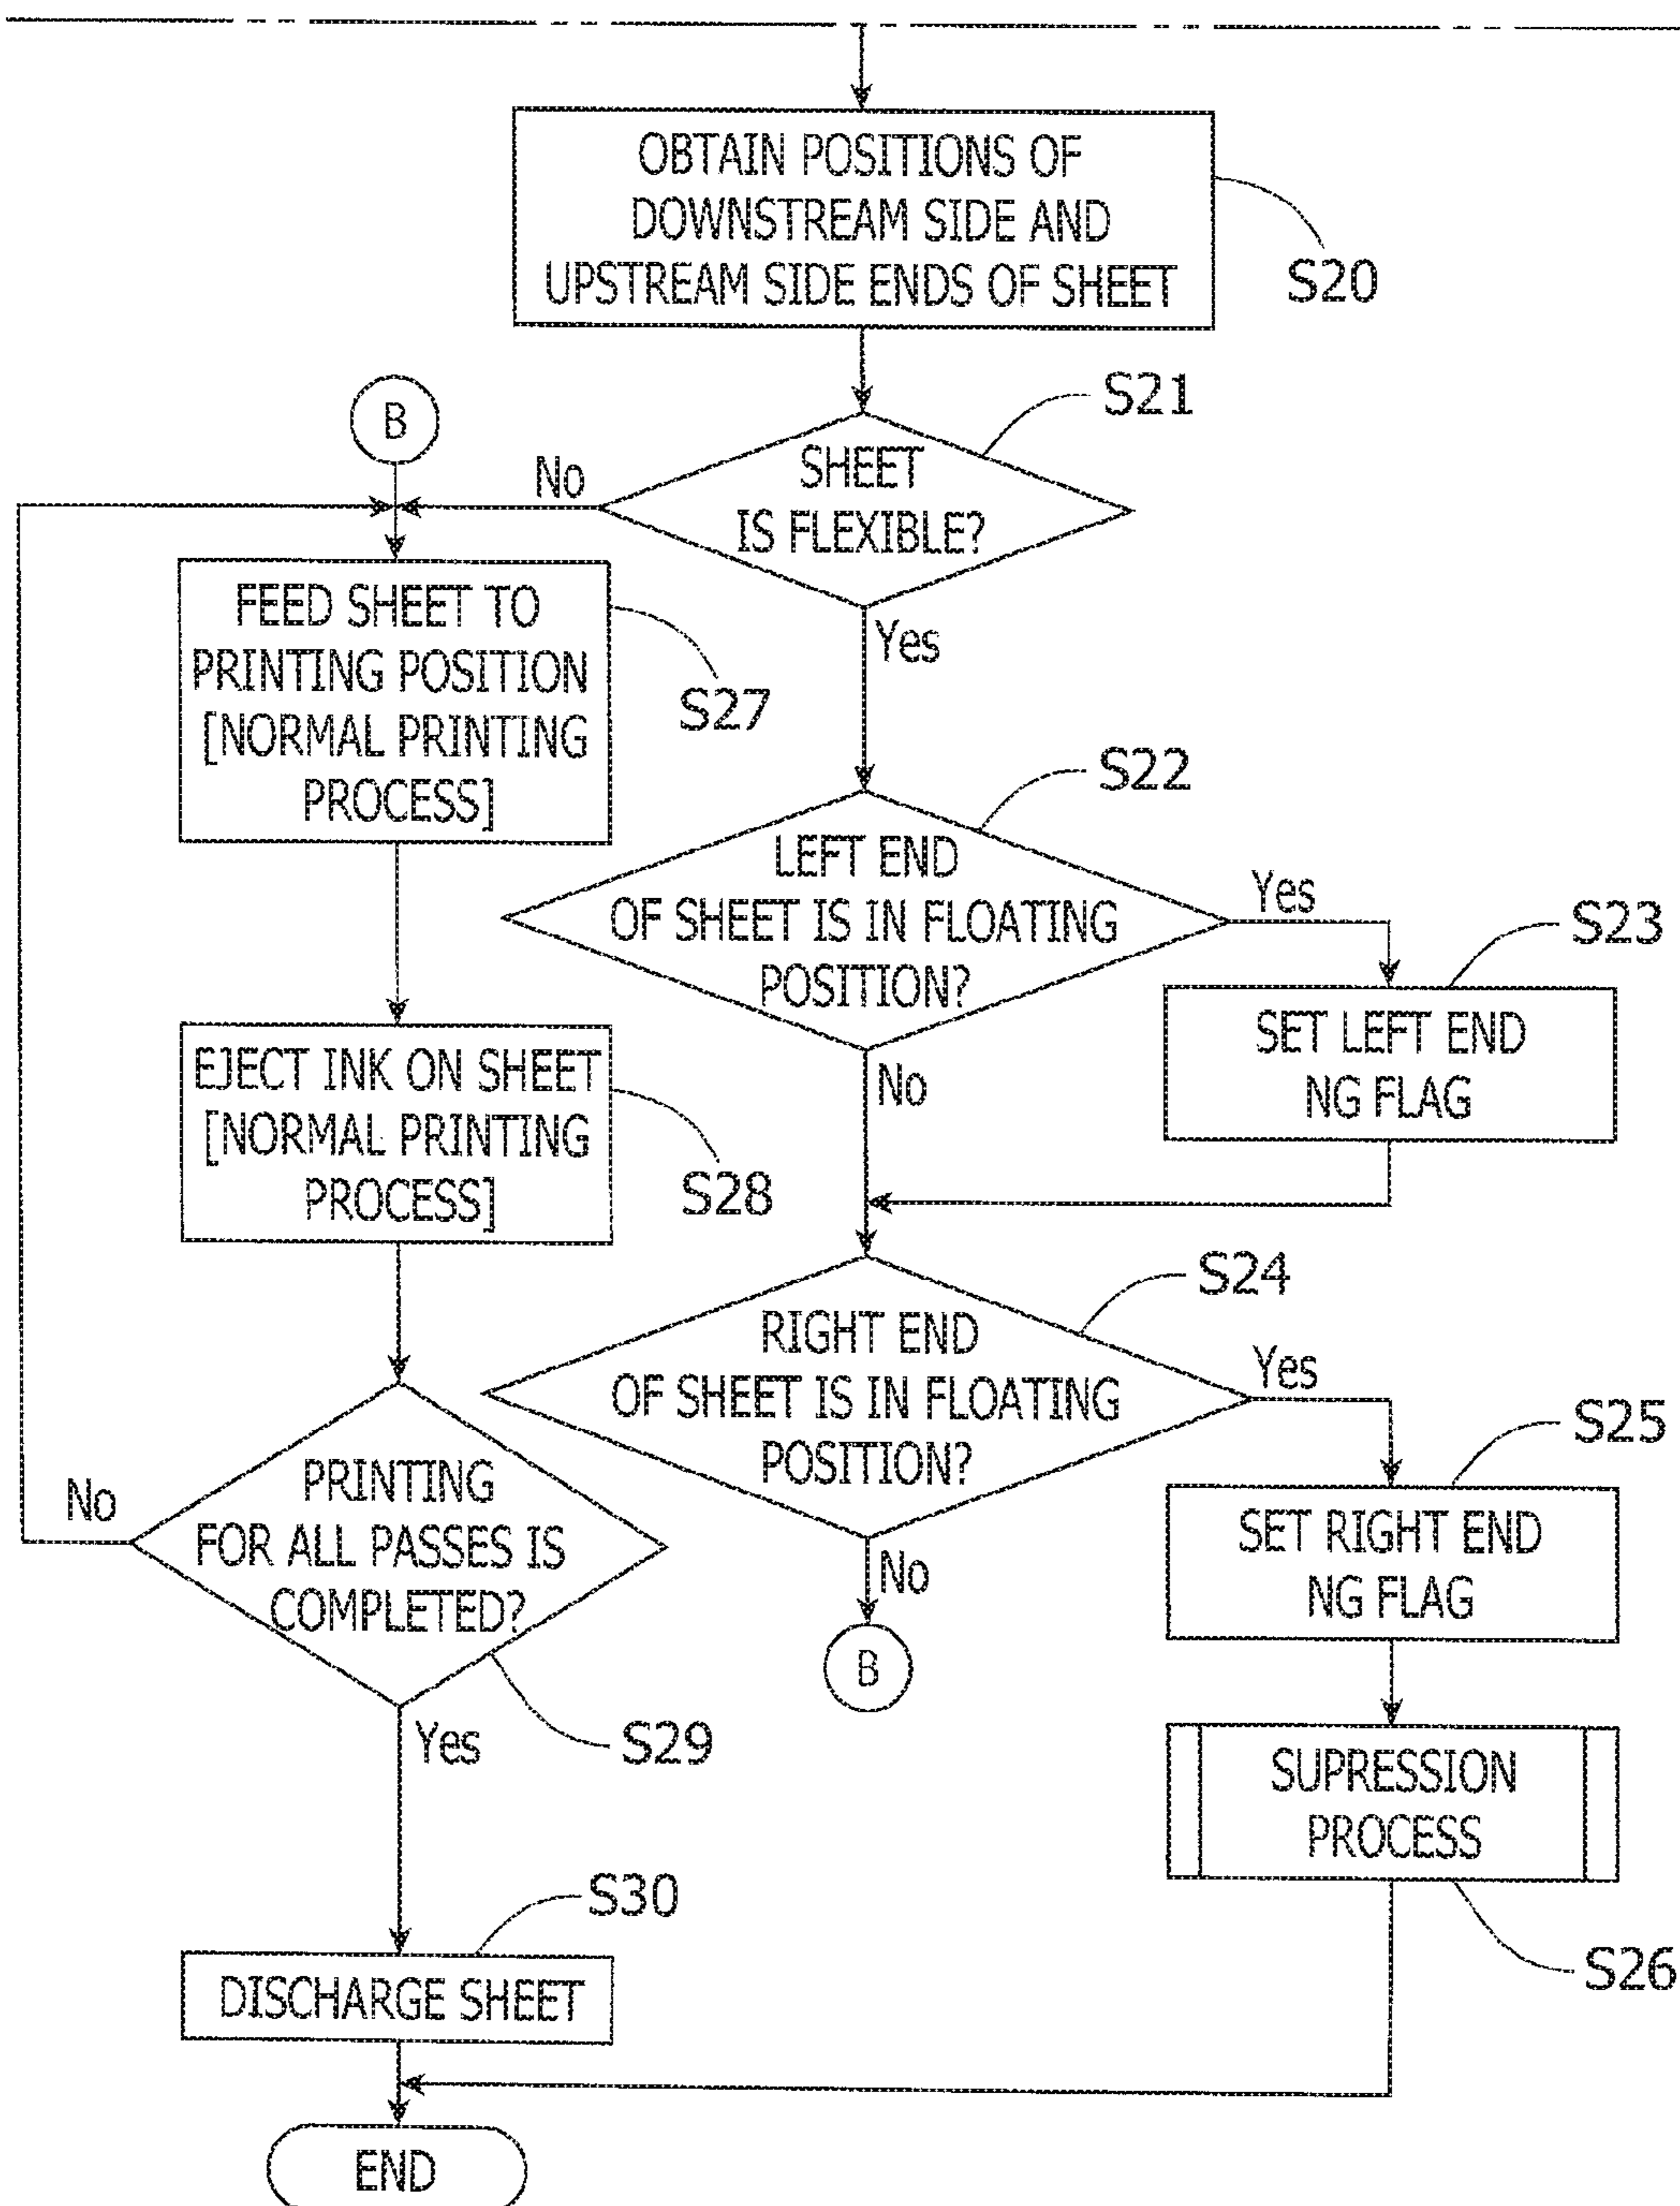 OBTAIN POSITIONS OF
DOWNSTREAM SIDE AND
UPSTREAM SIDE ENDS OF SHEET
S20
B
No
SHEET
IS FLEXIBLE?
S21
Yes
FEED SHEET TO
PRINTING POSITION
[NORMAL PRINTING
PROCESS]
S27
LEFT END
OF SHEET IS IN FLOATING
POSITION?
S22
Yes
No
S23
SET LEFT END
NG FLAG
EJECT INK ON SHEET
[NORMAL PRINTING
PROCESS]
S28
RIGHT END
OF SHEET IS IN FLOATING
POSITION?
S24
Yes
No
B
S25
SET RIGHT END
NG FLAG
No
PRINTING
FOR ALL PASSES IS
COMPLETED?
S29
Yes
SUPRESSION
PROCESS
S26
S30
DISCHARGE SHEET
END